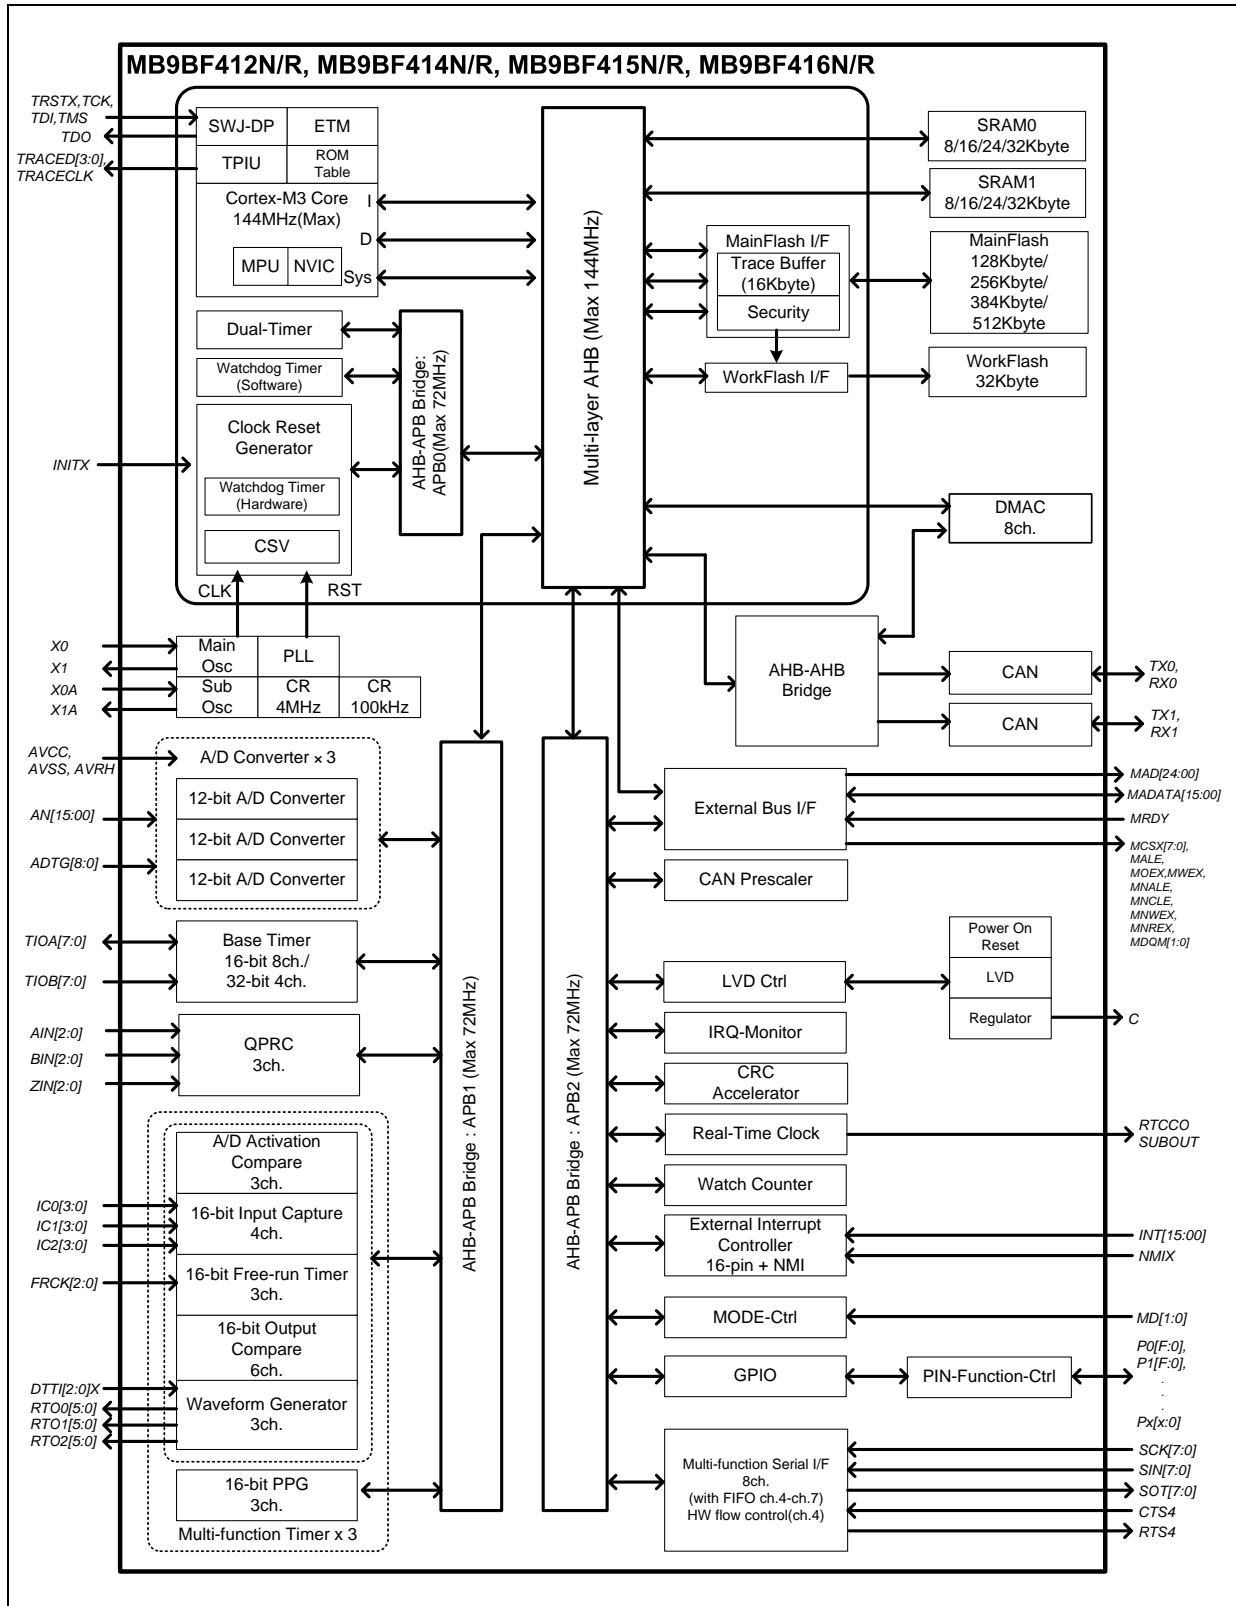 MB9BF412N/R, MB9BF414N/R, MB9BF415N/R, MB9BF416N/R
TRSTX,TCK,
TDI,TMS
TDO
TRACED[3:0],
TRACECLK
SWJ-DP
ETM
TPIU
ROM
Table
Cortex-M3 Core
144MHz(Max)
I
D
Sys
MPU
NVIC
Dual-Timer
Watchdog Timer
(Software)
Clock Reset
Generator
Watchdog Timer
(Hardware)
CSV
INITX
CLK
RST
AHB-APB Bridge:
APB0(Max 72MHz)
Multi-layer AHB (Max 144MHz)
SRAM0
8/16/24/32Kbyte
SRAM1
8/16/24/32Kbyte
MainFlash I/F
Trace Buffer
(16Kbyte)
Security
MainFlash
128Kbyte/
256Kbyte/
384Kbyte/
512Kbyte
WorkFlash I/F
WorkFlash
32Kbyte
DMAC
8ch.
AHB-AHB
Bridge
CAN
TX0,
RX0
CAN
TX1,
RX1
X0
X1
X0A
X1A
Main
Osc
PLL
Sub
Osc
CR
4MHz
CR
100kHz
AVCC,
AVSS, AVRH
AN[15:00]
ADTG[8:0]
A/D Converter × 3
12-bit A/D Converter
12-bit A/D Converter
12-bit A/D Converter
TIOA[7:0]
TIOB[7:0]
Base Timer
16-bit 8ch./
32-bit 4ch.
AIN[2:0]
BIN[2:0]
ZIN[2:0]
QPRC
3ch.
A/D Activation
Compare
3ch.
IC0[3:0]
IC1[3:0]
IC2[3:0]
16-bit Input Capture
4ch.
FRCK[2:0]
16-bit Free-run Timer
3ch.
16-bit Output
Compare
6ch.
DTTI[2:0]X
RTO0[5:0]
RTO1[5:0]
RTO2[5:0]
Waveform Generator
3ch.
16-bit PPG
3ch.
Multi-function Timer x 3
AHB-APB Bridge : APB1 (Max 72MHz)
AHB-APB Bridge : APB2 (Max 72MHz)
External Bus I/F
MAD[24:00]
MADATA[15:00]
MRDY
MCSX[7:0],
MALE,
MOEX,MWEX,
MNALE,
MNCLE,
MNWEX,
MNREX,
MDQM[1:0]
CAN Prescaler
LVD Ctrl
Power On
Reset
LVD
Regulator
C
IRQ-Monitor
CRC
Accelerator
Real-Time Clock
RTCCO
SUBOUT
Watch Counter
External Interrupt
Controller
16-pin + NMI
INT[15:00]
NMIX
MODE-Ctrl
MD[1:0]
GPIO
PIN-Function-Ctrl
P0[F:0],
P1[F:0],
.
.
.
Px[x:0]
Multi-function Serial I/F
8ch.
(with FIFO ch.4-ch.7)
HW flow control(ch.4)
SCK[7:0]
SIN[7:0]
SOT[7:0]
CTS4
RTS4